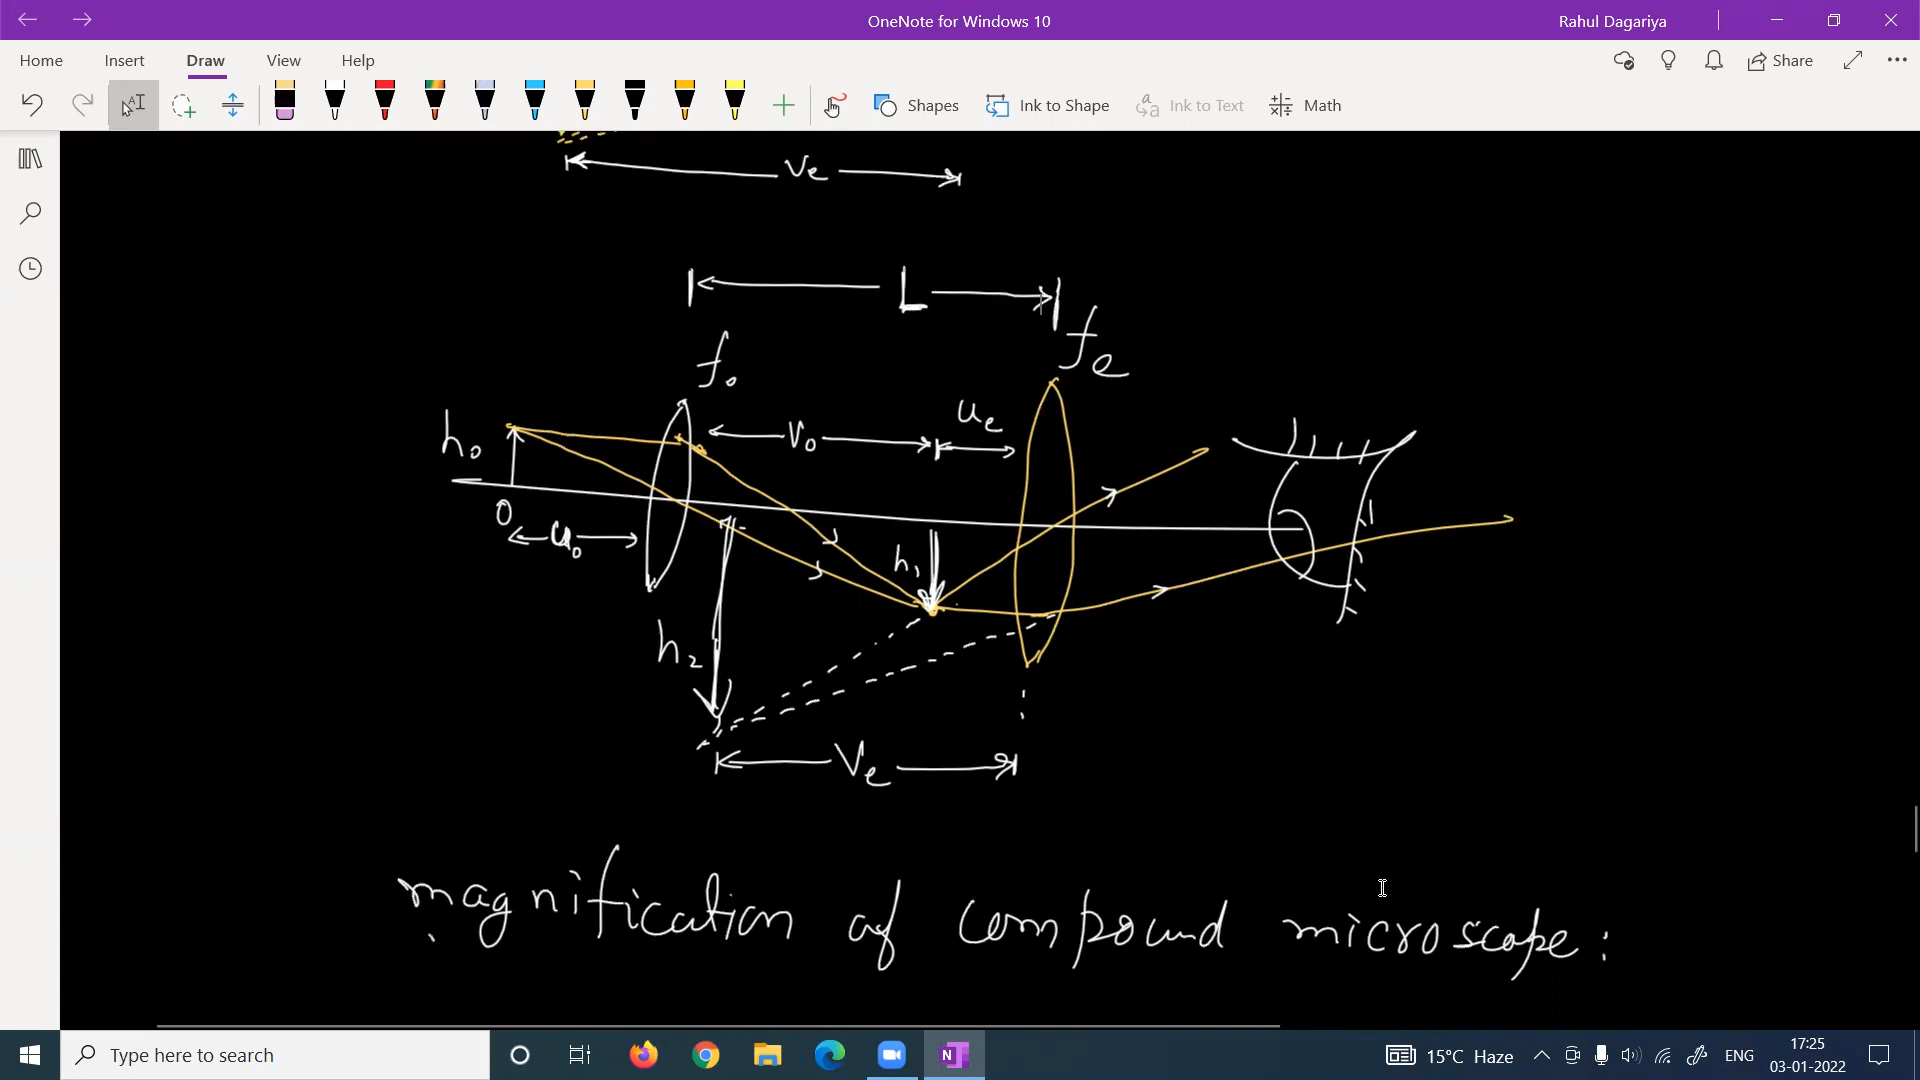 OneNote for Windows 10
Rahul Dagariya
Home Insert Draw View Help
Share
Shapes Ink to Shape Ink to Text Math
Ve
L
fo
fe
ho
Vo
ue
O
uo
h1
h2
Ve
magnification of compound microscope:
Type here to search
15°C Haze
ENG
17:25
03-01-2022